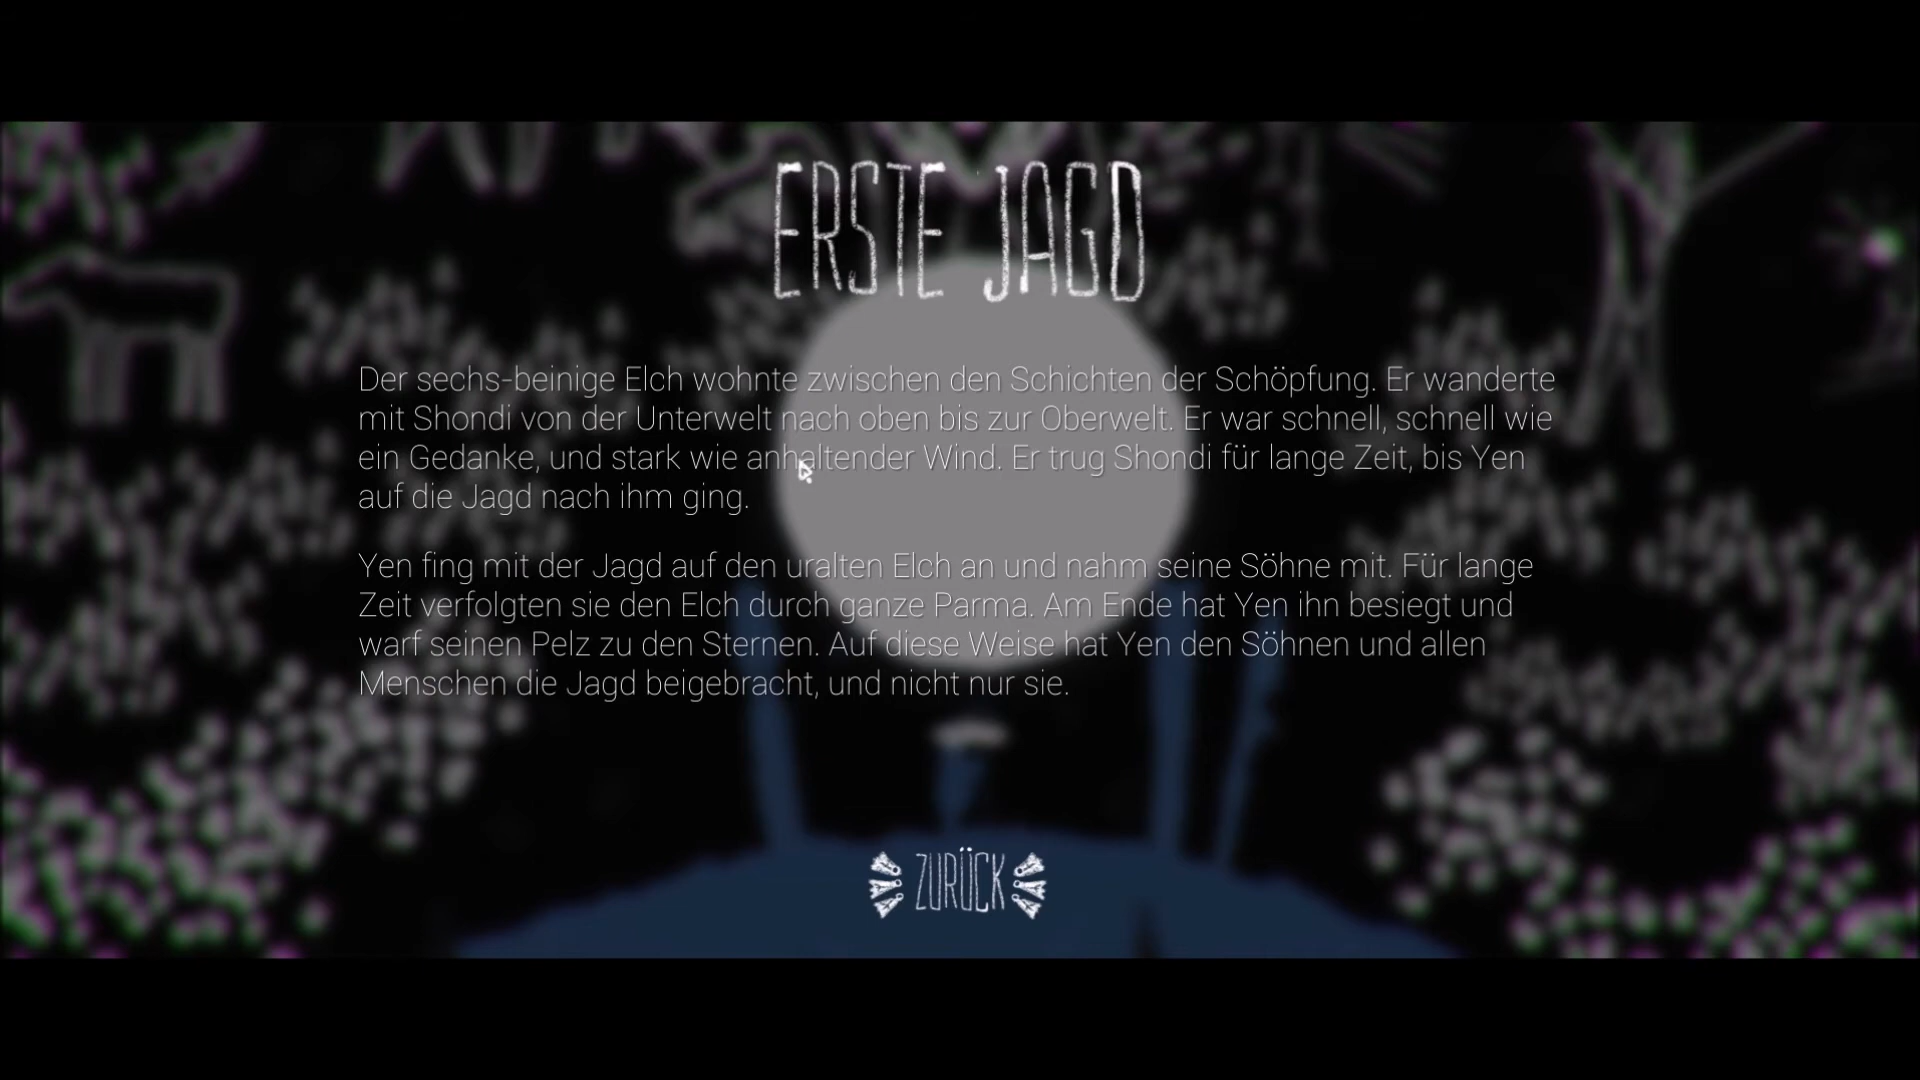 ERSTE JAGD
Der sechs-beinige Elch wohnte zwischen den Schichten der Schöpfung. Er wanderte
mit Shondi von der Unterwelt nach oben bis zur Oberwelt. Er war schnell, schnell wie
ein Gedanke, und stark wie anhaltender Wind. Er trug Shondi für lange Zeit, bis Yen
auf die Jagd nach ihm ging.
Yen fing mit der Jagd auf den uralten Elch an und nahm seine Söhne mit. Für lange
Zeit verfolgten sie den Elch durch ganze Parma. Am Ende hat Yen ihn besiegt und
warf seinen Pelz zu den Sternen. Auf diese Weise hat Yen den Söhnen und allen
Menschen die Jagd beigebracht, und nicht nur sie.
ZURÜCK